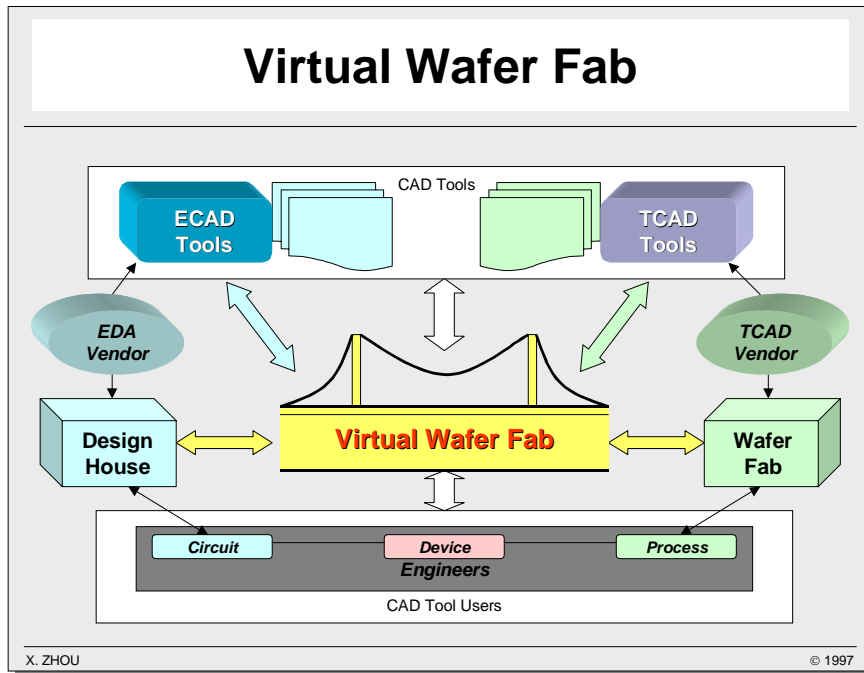 Virtual Wafer Fab
CAD Tools
ECAD
Tools
TCAD
Tools
EDA
Vendor
TCAD
Vendor
Design
House
Virtual Wafer Fab
Wafer
Fab
Circuit
Device
Process
Engineers
CAD Tool Users
X. ZHOU
© 1997